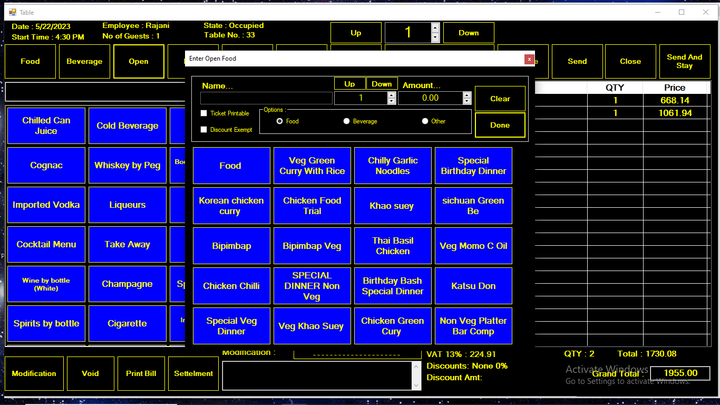 Table
Date : 5/22/2023
Employee : Rajani
State : Occupied
Start Time : 4:30 PM
No of Guests : 1
Table No. : 33
Up
1
Down
Food
Beverage
Open
Send
Close
Send And Stay
Enter Open Food
Name...
Up
Down
Amount...
1
0.00
Clear
Ticket Printable
Options :
Food
Beverage
Other
Discount Exempt
Done
QTY
Price
1
668.14
1
1061.94
Chilled Can Juice
Cold Beverage
Cognac
Whiskey by Peg
Imported Vodka
Liqueurs
Cocktail Menu
Take Away
Wine by bottle (White)
Champagne
Spirits by bottle
Cigarette
Food
Veg Green Curry With Rice
Chilly Garlic Noodles
Special Birthday Dinner
Korean chicken curry
Chicken Food Trial
Khao suey
sichuan Green Be
Bipimbap
Bipimbap Veg
Thai Basil Chicken
Veg Momo C Oil
Chicken Chilli
SPECIAL DINNER Non Veg
Birthday Bash Special Dinner
Katsu Don
Special Veg Dinner
Veg Khao Suey
Chicken Green Cury
Non Veg Platter Bar Comp
Modification
Void
Print Bill
Settelment
Modification :
VAT 13% : 224.91
Discounts: None 0%
Discount Amt:
QTY : 2
Total : 1730.08
Grand Total :
1955.00
Activate Windows
Go to Settings to activate Windows.